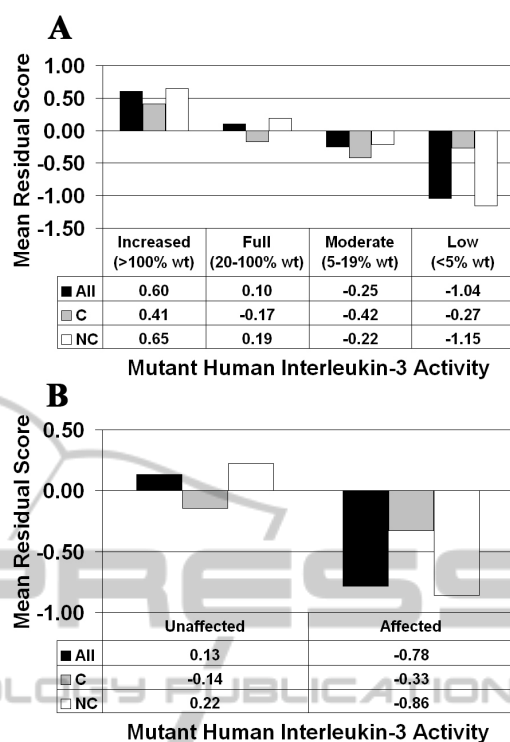 A
Mean Residual Score
1.00
0.50
0.00
-0.50
-1.00
-1.50
Increased Full Moderate Low
(>100% wt) (20-100% wt) (5-19% wt) (<5% wt)
All 0.60 0.10 -0.25 -1.04
C 0.41 -0.17 -0.42 -0.27
NC 0.65 0.19 -0.22 -1.15
Mutant Human Interleukin-3 Activity
B
Mean Residual Score
0.50
0.00
-0.50
-1.00
Unaffected Affected
All 0.13 -0.78
C -0.14 -0.33
NC 0.22 -0.86
Mutant Human Interleukin-3 Activity
PRESS
OLOGY PUBLICATION